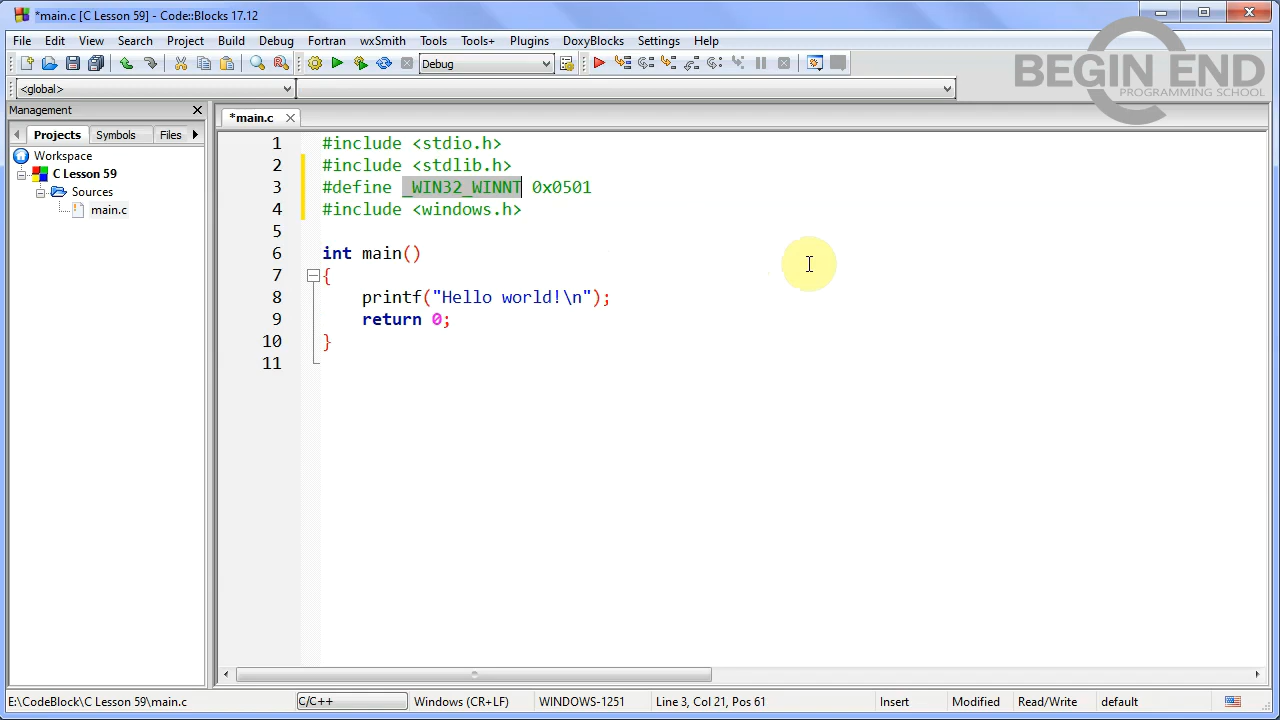 *main.c [C Lesson 59] - Code::Blocks 17.12
File Edit View Search Project Build Debug Fortran wxSmith Tools Tools+ Plugins DoxyBlocks Settings Help
Debug
BEGIN END
PROGRAMMING SCHOOL
<global>
Management
*main.c
Projects Symbols Files
Workspace
C Lesson 59
Sources
main.c
1 #include <stdio.h>
2 #include <stdlib.h>
3 #define _WIN32_WINNT 0x0501
4 #include <windows.h>
5
6 int main()
7 {
8 printf("Hello world!\n");
9 return 0;
10 }
11
E:\CodeBlock\C Lesson 59\main.c C/C++ Windows (CR+LF) WINDOWS-1251 Line 3, Col 21, Pos 61 Insert Modified Read/Write default